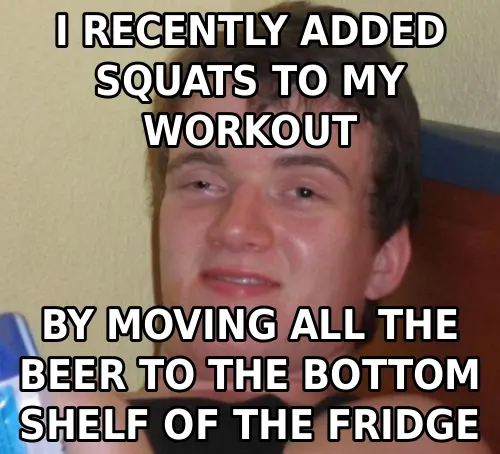 I RECENTLY ADDED
SQUATS TO MY
WORKOUT
BY MOVING ALL THE
BEER TO THE BOTTOM
SHELF OF THE FRIDGE